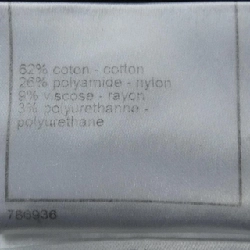 62% coton - cotton
26% polyamide - nylon
9% viscose - rayon
3% polyurethanne -
polyurethane
786936